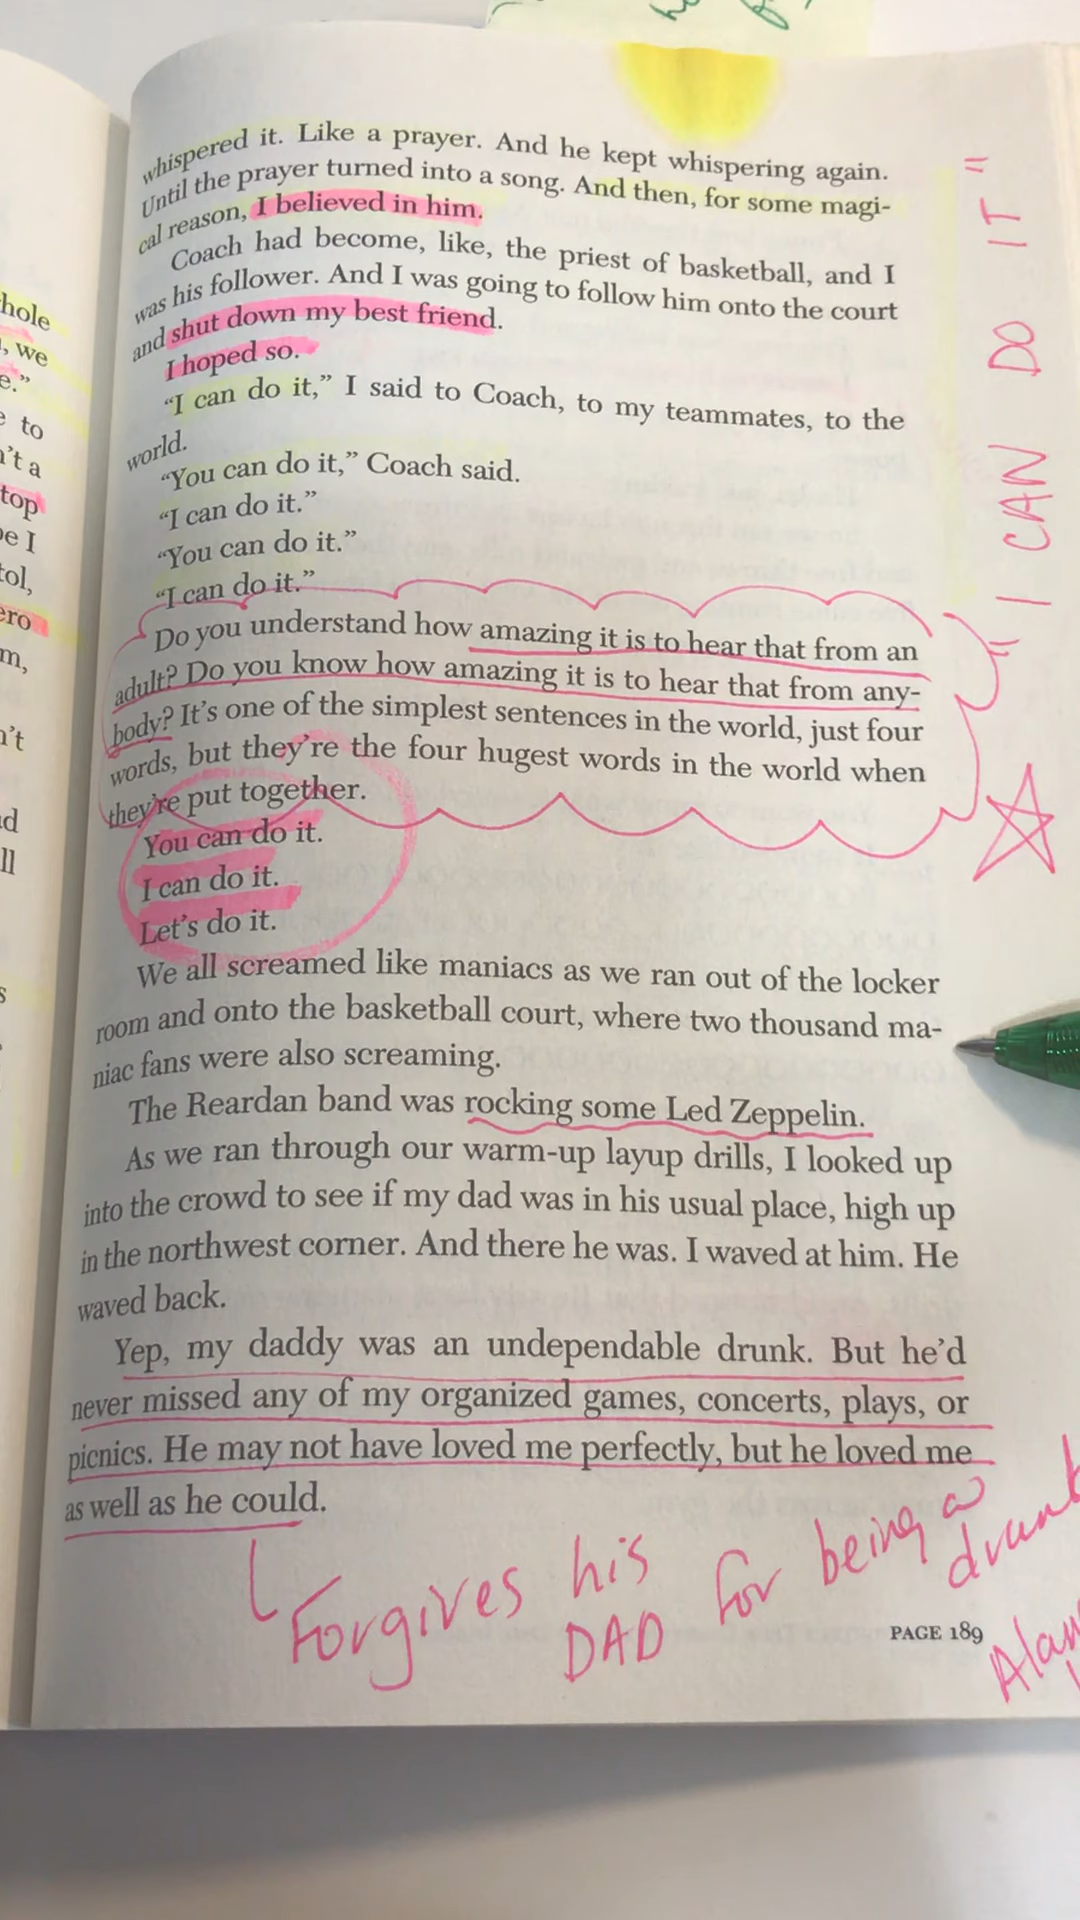 whispered it. Like a prayer. And he kept whispering again.
Until the prayer turned into a song. And then, for some magi-
cal reason, I believed in him.
Coach had become, like, the priest of basketball, and I
was his follower. And I was going to follow him onto the court
and shut down my best friend.
I hoped so.
“I can do it,” I said to Coach, to my teammates, to the
world.
“You can do it,” Coach said.
“I can do it.”
“You can do it.”
“I can do it.”
Do you understand how amazing it is to hear that from an
adult? Do you know how amazing it is to hear that from any-
body? It’s one of the simplest sentences in the world, just four
words, but they’re the four hugest words in the world when
they’re put together.
You can do it.
I can do it.
Let’s do it.
We all screamed like maniacs as we ran out of the locker
room and onto the basketball court, where two thousand ma-
niac fans were also screaming.
The Reardan band was rocking some Led Zeppelin.
As we ran through our warm-up layup drills, I looked up
into the crowd to see if my dad was in his usual place, high up
in the northwest corner. And there he was. I waved at him. He
waved back.
Yep, my daddy was an undependable drunk. But he’d
never missed any of my organized games, concerts, plays, or
picnics. He may not have loved me perfectly, but he loved me
as well as he could.
Forgives his DAD for being a drunk
PAGE 189
"I CAN DO IT"
hole
, we
e.”
e to
n’t a
top
be I
tol,
ero
m,
n’t
nd
ll
s